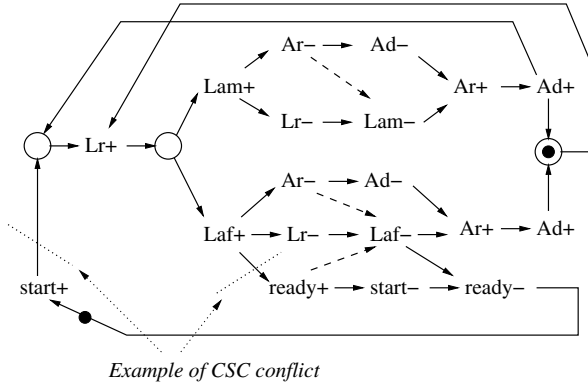 Ar− Ad−
Lam+ Ar+ Ad+
Lr− Lam−
Lr+
Ar− Ad−
Laf+ Lr− Laf− Ar+ Ad+
start+ ready+ start− ready−
Example of CSC conflict